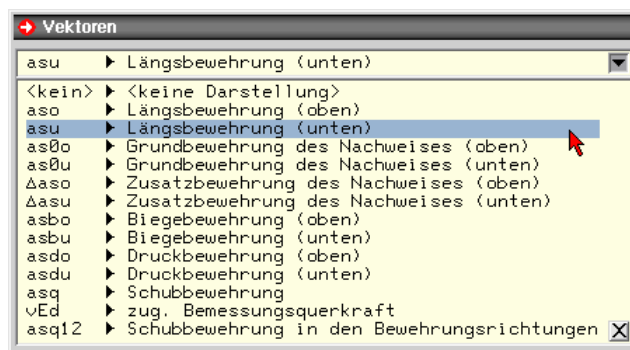 Vektoren
asu ▶ Längsbewehrung (unten)
<kein> ▶ <keine Darstellung>
aso ▶ Längsbewehrung (oben)
asu ▶ Längsbewehrung (unten)
as0o ▶ Grundbewehrung des Nachweises (oben)
as0u ▶ Grundbewehrung des Nachweises (unten)
Δaso ▶ Zusatzbewehrung des Nachweises (oben)
Δasu ▶ Zusatzbewehrung des Nachweises (unten)
asbo ▶ Biegebewehrung (oben)
asbu ▶ Biegebewehrung (unten)
asdo ▶ Druckbewehrung (oben)
asdu ▶ Druckbewehrung (unten)
asq ▶ Schubbewehrung
vEd ▶ zug. Bemessungsquerkraft
asq12 ▶ Schubbewehrung in den Bewehrungsrichtungen